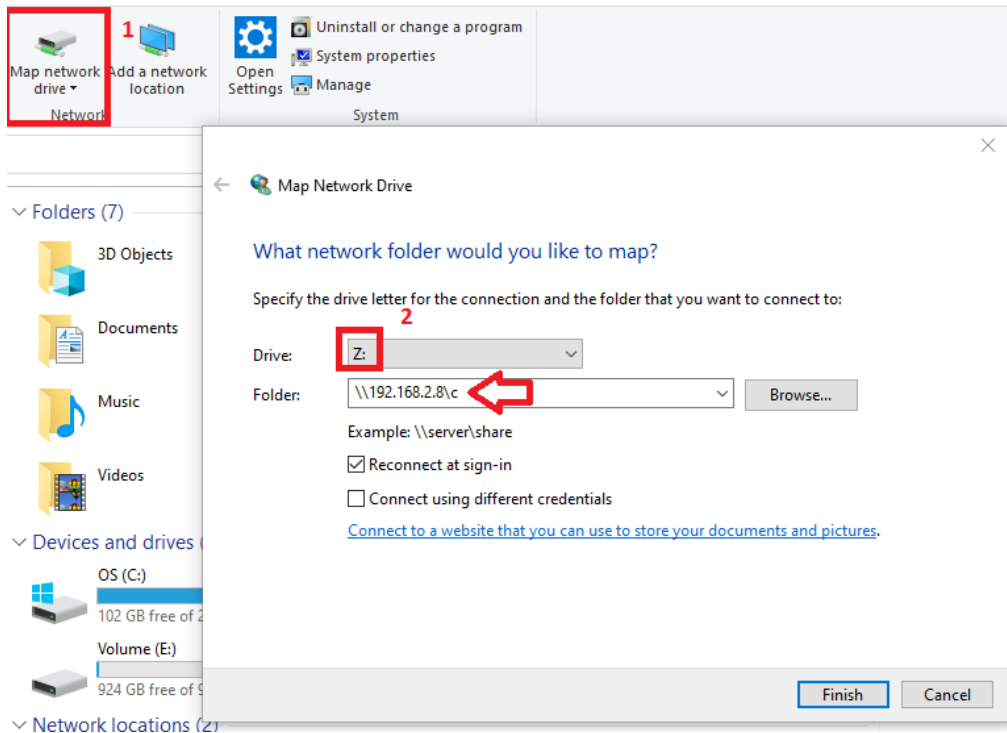 1
Map network drive
Add a network location
Network
Open Settings
Uninstall or change a program
System properties
Manage
System
Map Network Drive
Folders (7)
3D Objects
Documents
Music
Videos
Devices and drives (
OS (C:)
102 GB free of 2
Volume (E:)
924 GB free of 9
Network locations (2)
What network folder would you like to map?
Specify the drive letter for the connection and the folder that you want to connect to:
2
Drive:
Z:
Folder:
\\192.168.2.8\c
Browse...
Example: \\server\share
Reconnect at sign-in
Connect using different credentials
Connect to a website that you can use to store your documents and pictures.
Finish
Cancel